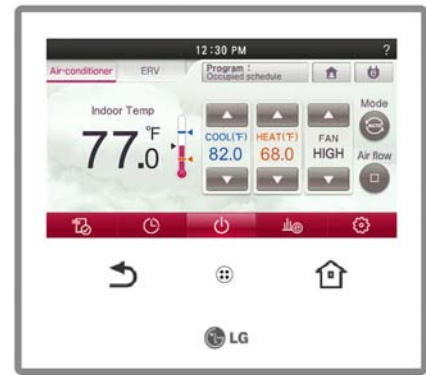 12:30 PM ?
Air-conditioner ERV Program :
Occupied schedule
Mode
Indoor Temp
77.0 °F
COOL(°F) HEAT(°F) FAN
82.0 68.0 HIGH
AUTO
Air flow
LG